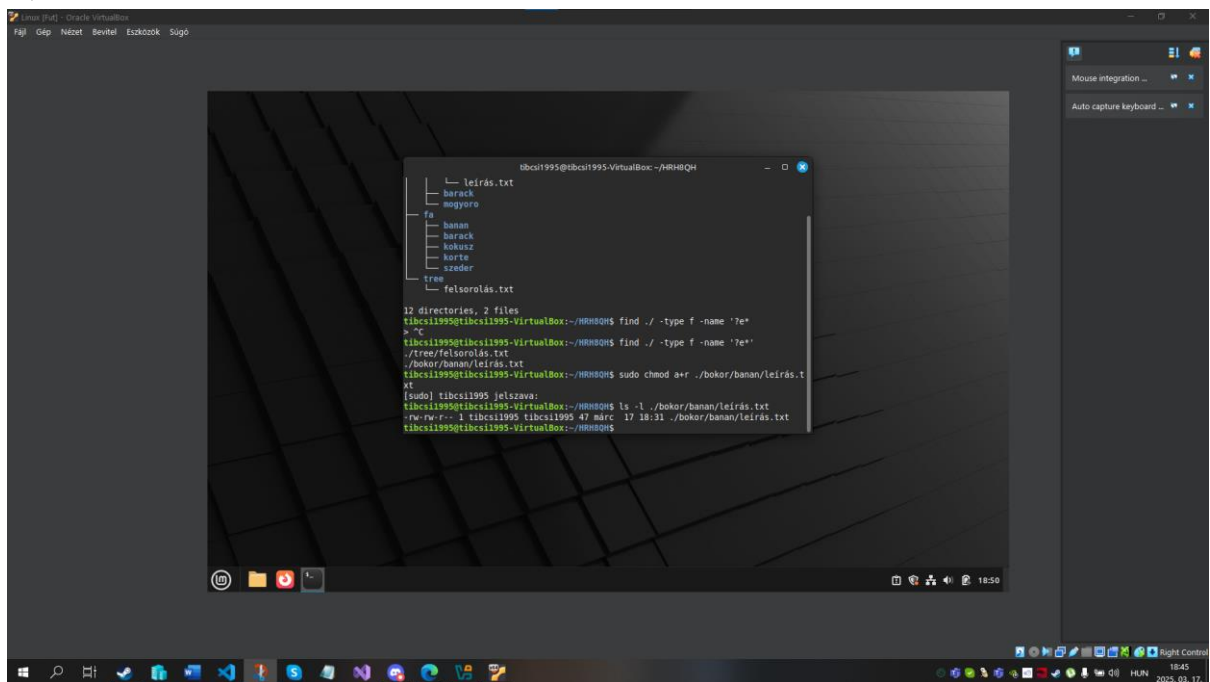 Linux [Fut] - Oracle VirtualBox
Fájl Gép Nézet Bevitel Eszközök Súgó
Mouse integration ...
Auto capture keyboard ...
tibcsi1995@tibcsi1995-VirtualBox: ~/HRH8QH
│   │   └── leírás.txt
│   ├── barack
│   └── mogyoro
├── fa
│   ├── banan
│   ├── barack
│   ├── kokusz
│   ├── korte
│   └── szeder
└── tree
    └── felsorolás.txt
12 directories, 2 files
tibcsi1995@tibcsi1995-VirtualBox:~/HRH8QH$ find ./ -type f -name '?e*
> ^C
tibcsi1995@tibcsi1995-VirtualBox:~/HRH8QH$ find ./ -type f -name '?e*'
./tree/felsorolás.txt
./bokor/banan/leírás.txt
tibcsi1995@tibcsi1995-VirtualBox:~/HRH8QH$ sudo chmod a+r ./bokor/banan/leírás.t
xt
[sudo] tibcsi1995 jelszava:
tibcsi1995@tibcsi1995-VirtualBox:~/HRH8QH$ ls -l ./bokor/banan/leírás.txt
-rw-rw-r-- 1 tibcsi1995 tibcsi1995 47 márc  17 18:31 ./bokor/banan/leírás.txt
tibcsi1995@tibcsi1995-VirtualBox:~/HRH8QH$
18:50
Right Control
HUN
18:45
2025. 03. 17.